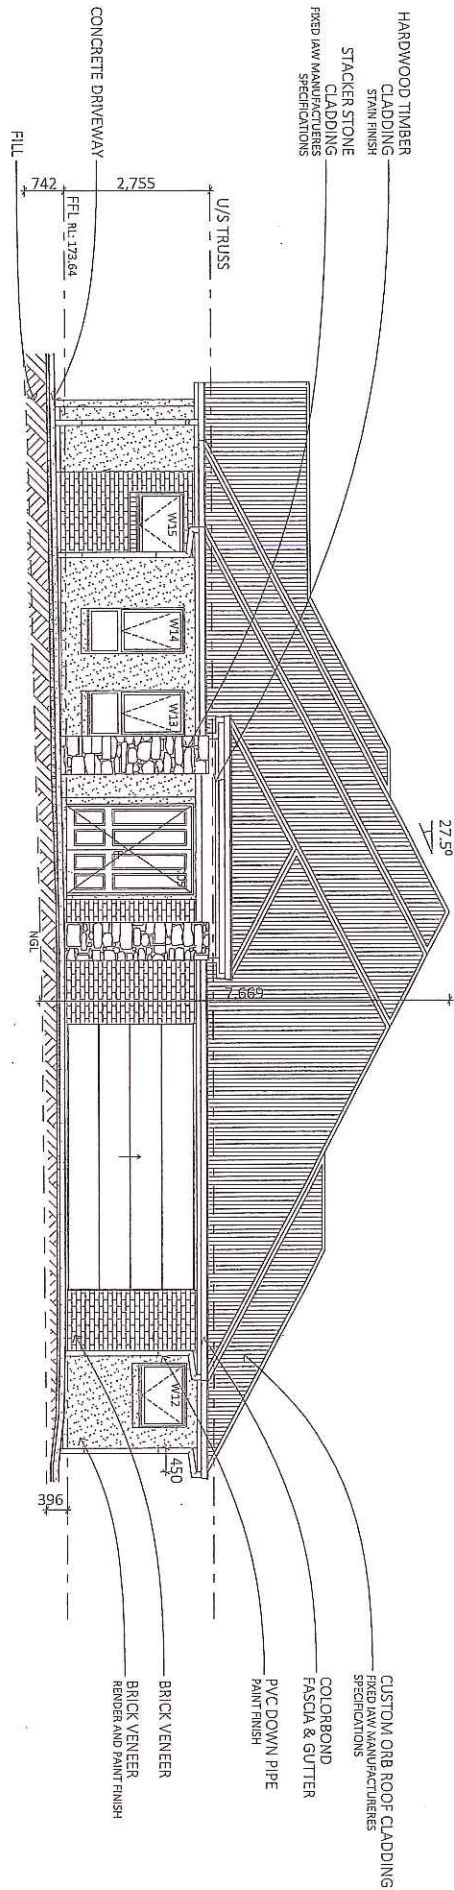 HARDWOOD TIMBER
CLADDING
STAIN FINISH
STACKER STONE
CLADDING
FIXED IAW MANUFACTUERES
SPECIFICATIONS
U/S TRUSS
2,755
FFL RL: 173.64
742
CONCRETE DRIVEWAY
FILL
27.5º
W15
W14
W13
7,669
NGL
W12
450
396
CUSTOM ORB ROOF CLADDING
FIXED IAW MANUFACTURERES
SPECIFICATIONS
COLORBOND
FASCIA & GUTTER
PVC DOWN PIPE
PAINT FINISH
BRICK VENEER
BRICK VENEER
RENDER AND PAINT FINISH